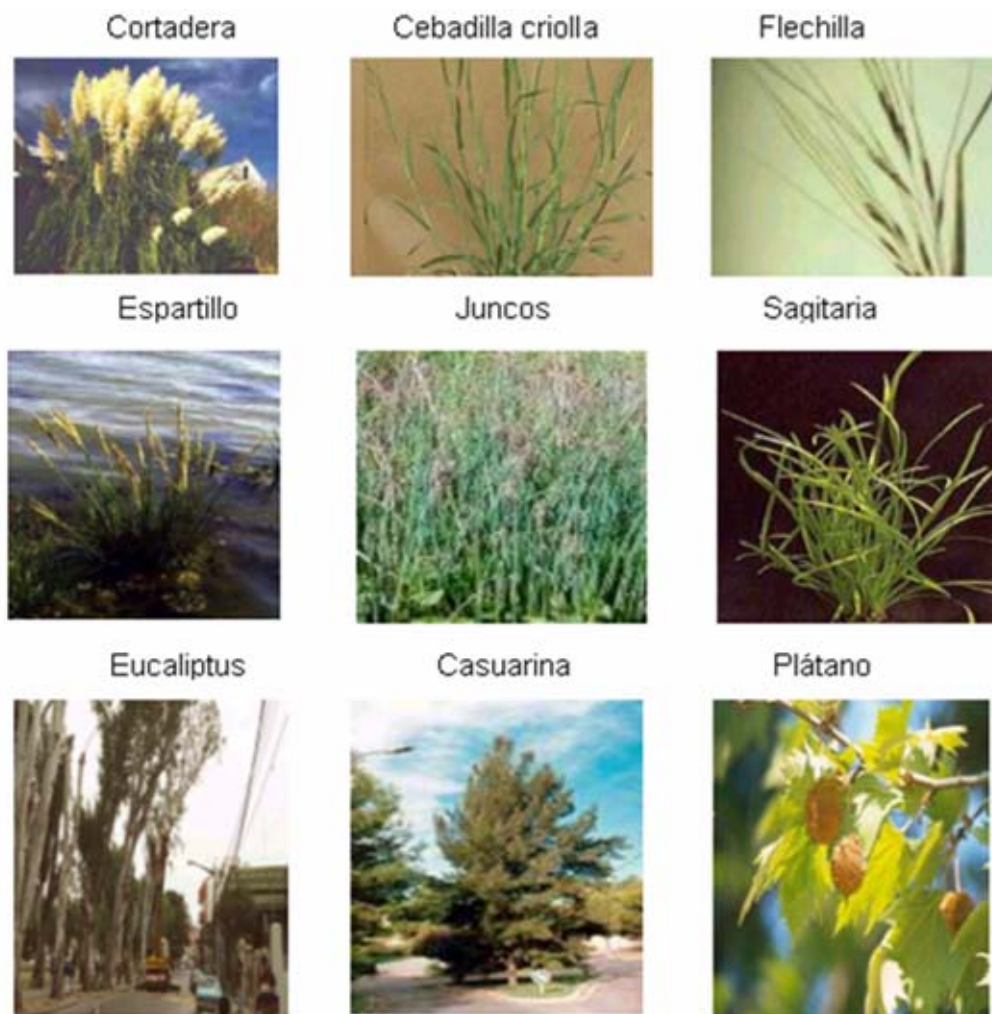 Cortadera Cebadilla criolla Flechilla
Espartillo Juncos Sagitaria
Eucaliptus Casuarina Plátano